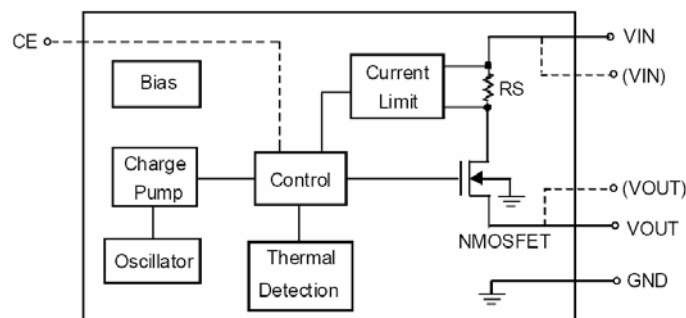 CE
VIN
(VIN)
Bias
Current
Limit
RS
Charge
Pump
Control
(VOUT)
VOUT
NMOSFET
Oscillator
Thermal
Detection
GND